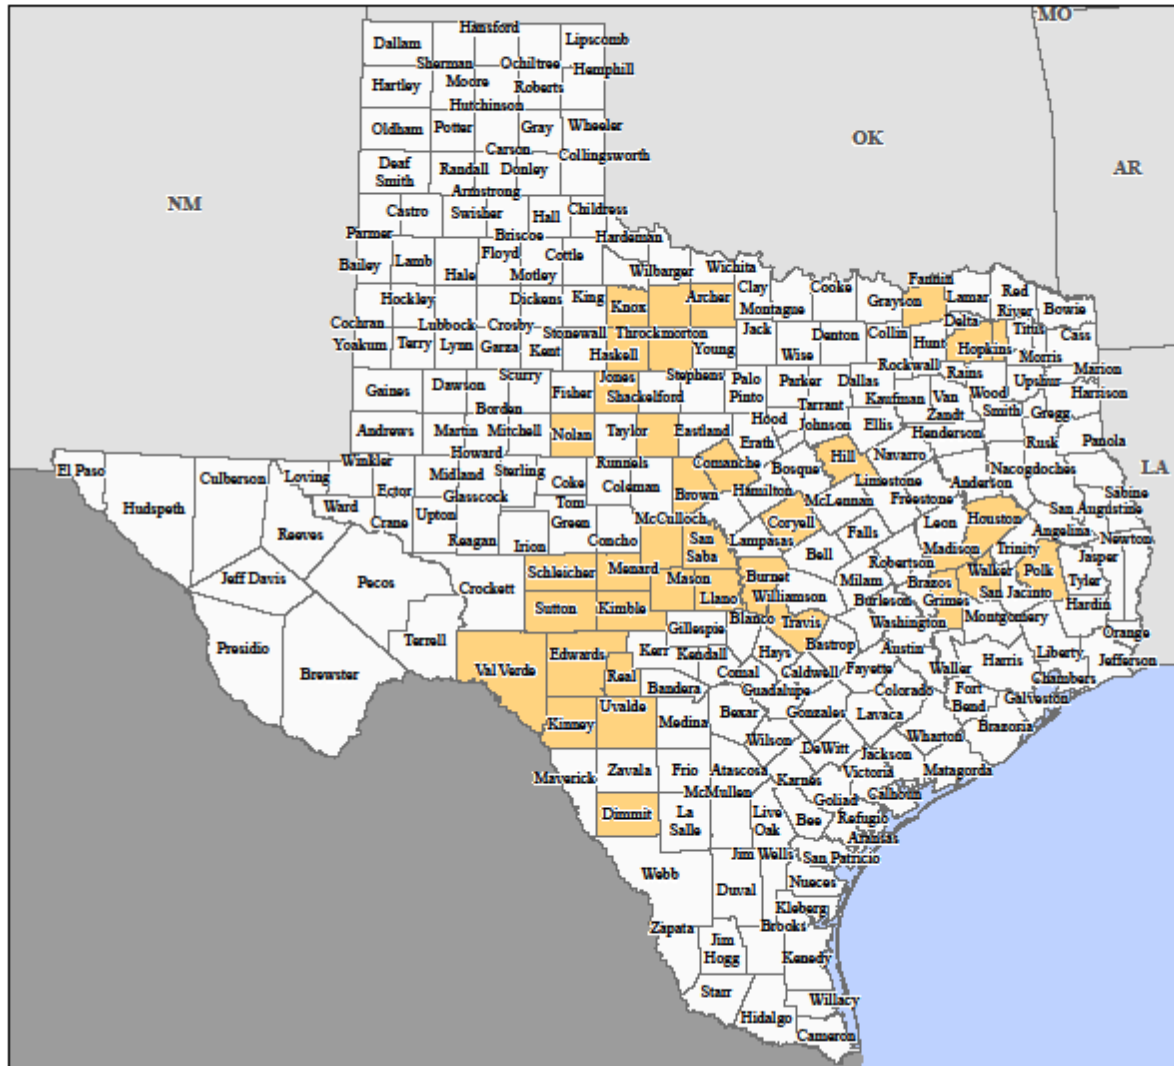 MO
Hansford
Dallam
Lipscomb
Sherman
Ochiltree
Hemphill
Hartley
Moore
Roberts
Hutchinson
Oldham
Potter
Gray
Wheeler
OK
Carson
Collingsworth
Deaf
Smith
Randall
Donley
AR
Armstrong
NM
Castro
Swisher
Hall
Childress
Parmer
Briscoe
Hardeman
Bailey
Lamb
Floyd
Cottle
Hale
Motley
Wilbarger
Wichita
Fannin
Hockley
Dickens
King
Knox
Archer
Clay
Montague
Cooke
Grayson
Lamar
Red
River
Bowie
Cochran
Lubbock
Crosby
Stonewall
Throckmorton
Jack
Denton
Collin
Delta
Titus
Cass
Yoakum
Terry
Lynn
Garza
Kent
Haskell
Young
Wise
Hunt
Hopkins
Morris
Rockwall
Rains
Marion
Gaines
Dawson
Scurry
Fisher
Jones
Stephens
Palo
Pinto
Parker
Dallas
Wood
Upshur
Harrison
Borden
Shackelford
Tarrant
Kaufman
Van
Zandt
Smith
Gregg
Andrews
Martin
Mitchell
Nolan
Taylor
Eastland
Hood
Johnson
Ellis
Henderson
Rusk
Panola
Howard
Erath
El Paso
Culberson
Loving
Winkler
Midland
Sterling
Runnels
Comanche
Bosque
Hill
Navarro
Nacogdoches
LA
Ector
Glasscock
Coke
Coleman
Brown
Hamilton
Limestone
Anderson
Sabine
Hudspeth
Ward
Upton
Tom
Green
McLennan
Freestone
San Augustine
Reeves
Crane
McCulloch
Coryell
Houston
Angelina
Reagan
Irion
Concho
San
Saba
Lampasas
Falls
Leon
Newton
Jeff Davis
Pecos
Crockett
Schleicher
Menard
Mason
Bell
Robertson
Madison
Trinity
Jasper
Burnet
Milam
Brazos
Walker
Polk
Tyler
Llano
Williamson
Burleson
Grimes
San Jacinto
Hardin
Sutton
Kimble
Blanco
Travis
Washington
Montgomery
Presidio
Terrell
Gillespie
Bastrop
Austin
Orange
Brewster
Val Verde
Edwards
Kerr
Kendall
Hays
Liberty
Jefferson
Real
Comal
Caldwell
Fayette
Waller
Harris
Chambers
Bandera
Guadalupe
Colorado
Fort
Bend
Galveston
Kinney
Uvalde
Medina
Bexar
Gonzales
Lavaca
Brazoria
Wilson
Wharton
DeWitt
Jackson
Maverick
Zavala
Frio
Atascosa
Karnes
Victoria
Matagorda
McMullen
Goliad
Calhoun
Dimmit
La
Salle
Live
Oak
Bee
Refugio
Aransas
Jim Wells
San Patricio
Webb
Duval
Nueces
Kleberg
Zapata
Brooks
Jim
Hogg
Kenedy
Starr
Willacy
Hidalgo
Cameron